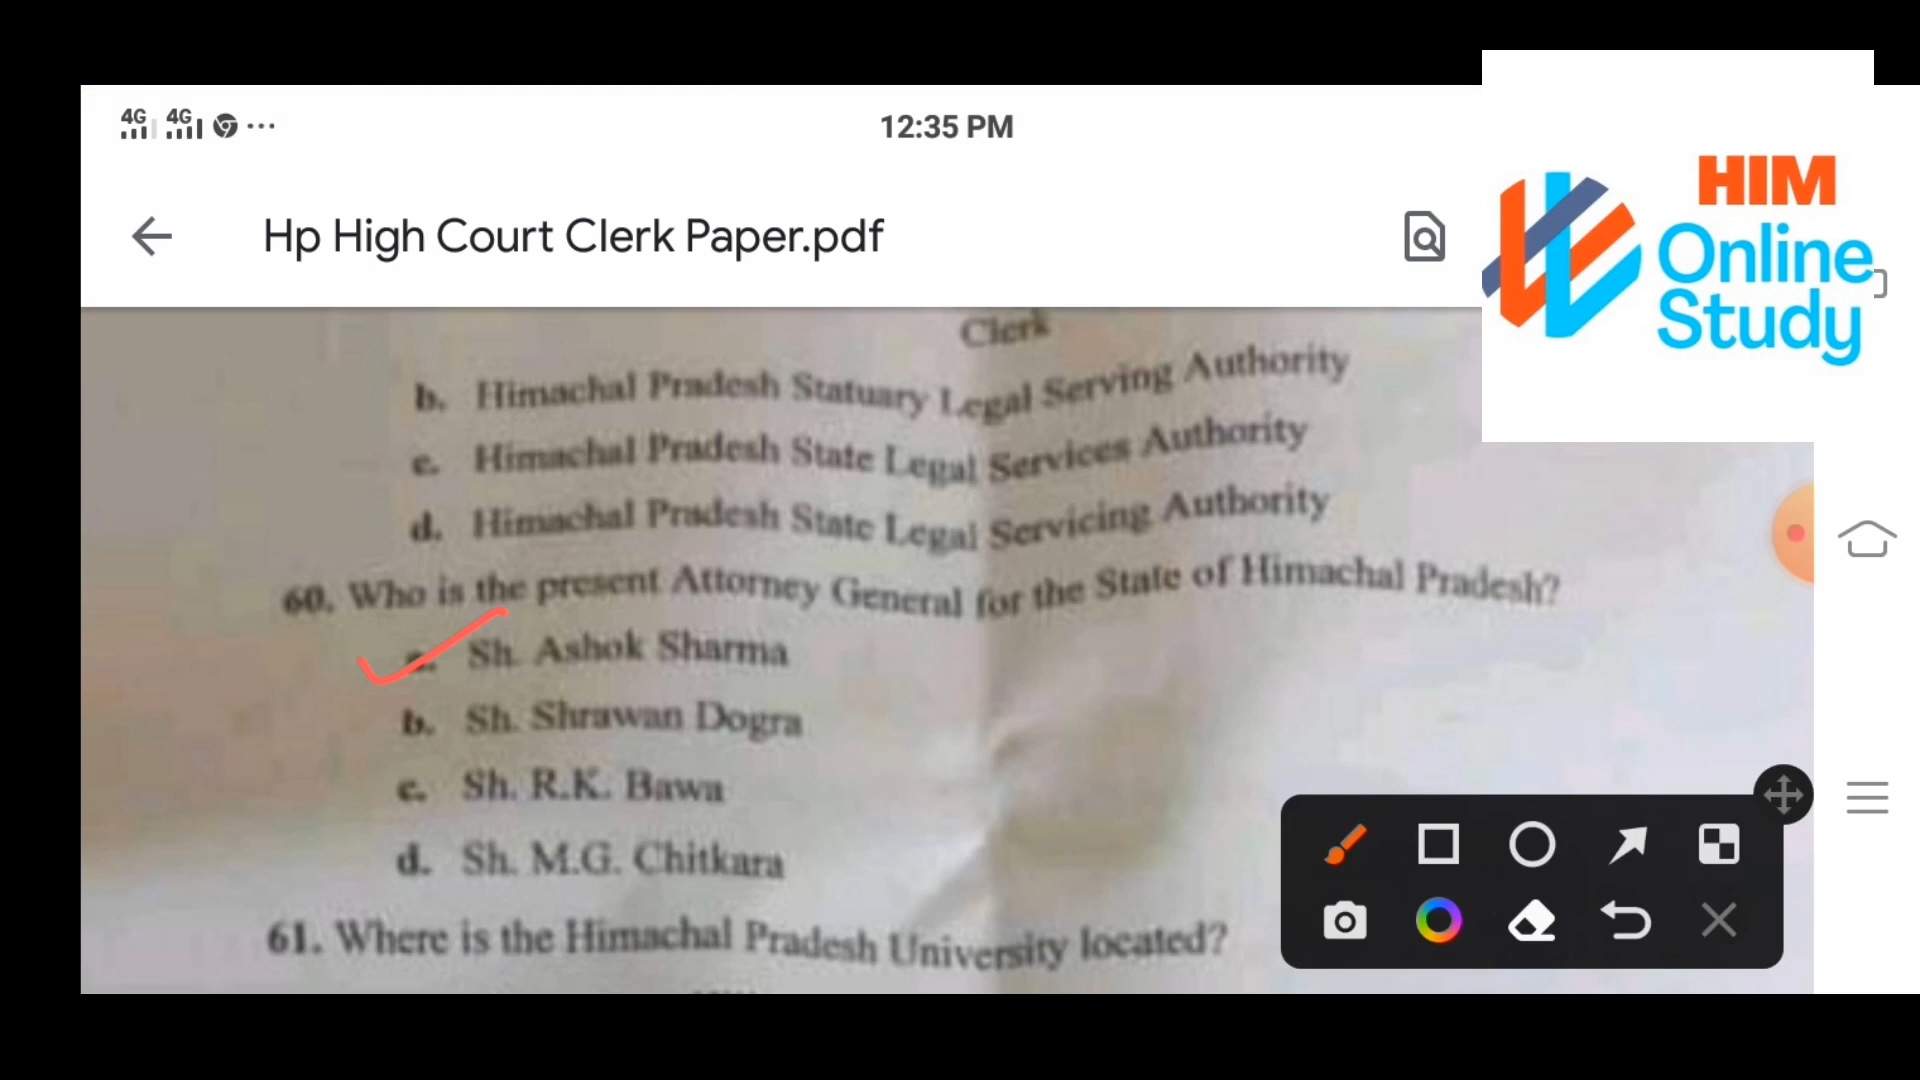 4G 4G ...
12:35 PM
HIM
Online
Study
Hp High Court Clerk Paper.pdf
Clerk
b. Himachal Pradesh Statuary Legal Serving Authority
c. Himachal Pradesh State Legal Services Authority
d. Himachal Pradesh State Legal Servicing Authority
60. Who is the present Attorney General for the State of Himachal Pradesh?
a. Sh. Ashok Sharma
b. Sh. Shrawan Dogra
c. Sh. R.K. Bawa
d. Sh. M.G. Chitkara
61. Where is the Himachal Pradesh University located?